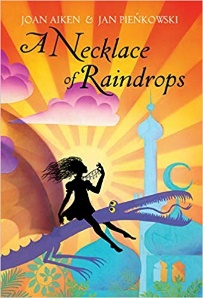 JOAN AIKEN & JAN PIEŃKOWSKI
A NECKLACE
of RAINDROPS